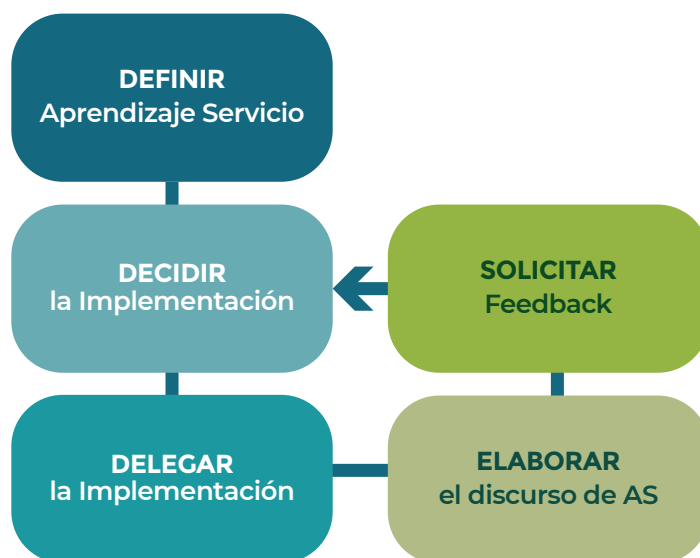 DEFINIR
Aprendizaje Servicio
DECIDIR
la Implementación
DELEGAR
la Implementación
ELABORAR
el discurso de AS
SOLICITAR
Feedback